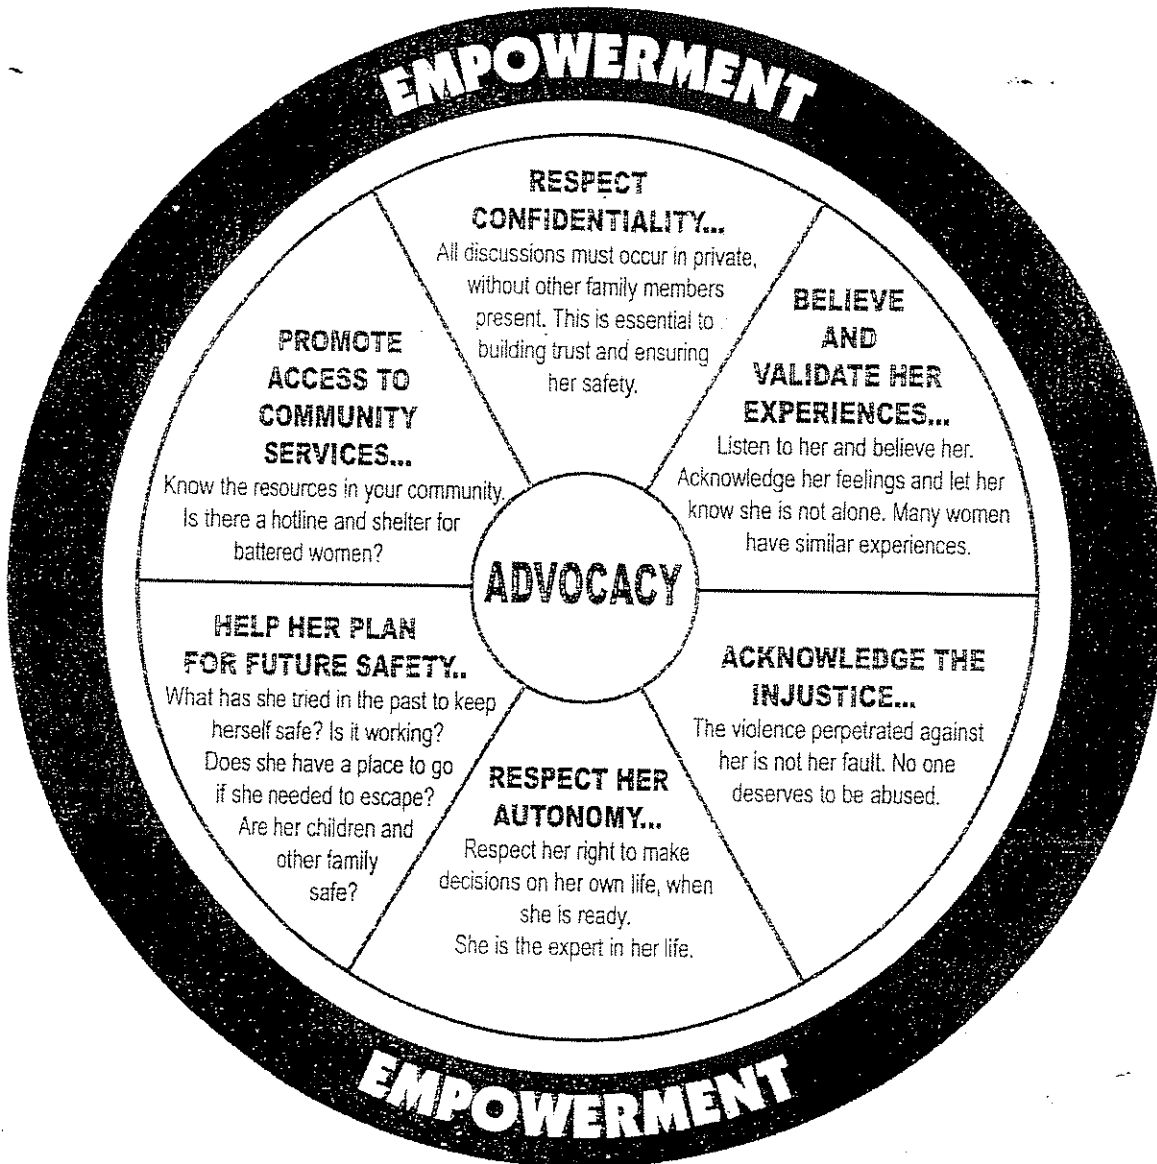 EMPOWERMENT
RESPECT
CONFIDENTIALITY...
All discussions must occur in private,
without other family members
present. This is essential to
building trust and ensuring
her safety.
BELIEVE
AND
VALIDATE HER
EXPERIENCES...
Listen to her and believe her.
Acknowledge her feelings and let her
know she is not alone. Many women
have similar experiences.
ACKNOWLEDGE THE
INJUSTICE...
The violence perpetrated against
her is not her fault. No one
deserves to be abused.
RESPECT HER
AUTONOMY...
Respect her right to make
decisions on her own life, when
she is ready.
She is the expert in her life.
HELP HER PLAN
FOR FUTURE SAFETY..
What has she tried in the past to keep
herself safe? Is it working?
Does she have a place to go
if she needed to escape?
Are her children and
other family
safe?
PROMOTE
ACCESS TO
COMMUNITY
SERVICES...
Know the resources in your community.
Is there a hotline and shelter for
battered women?
ADVOCACY
EMPOWERMENT